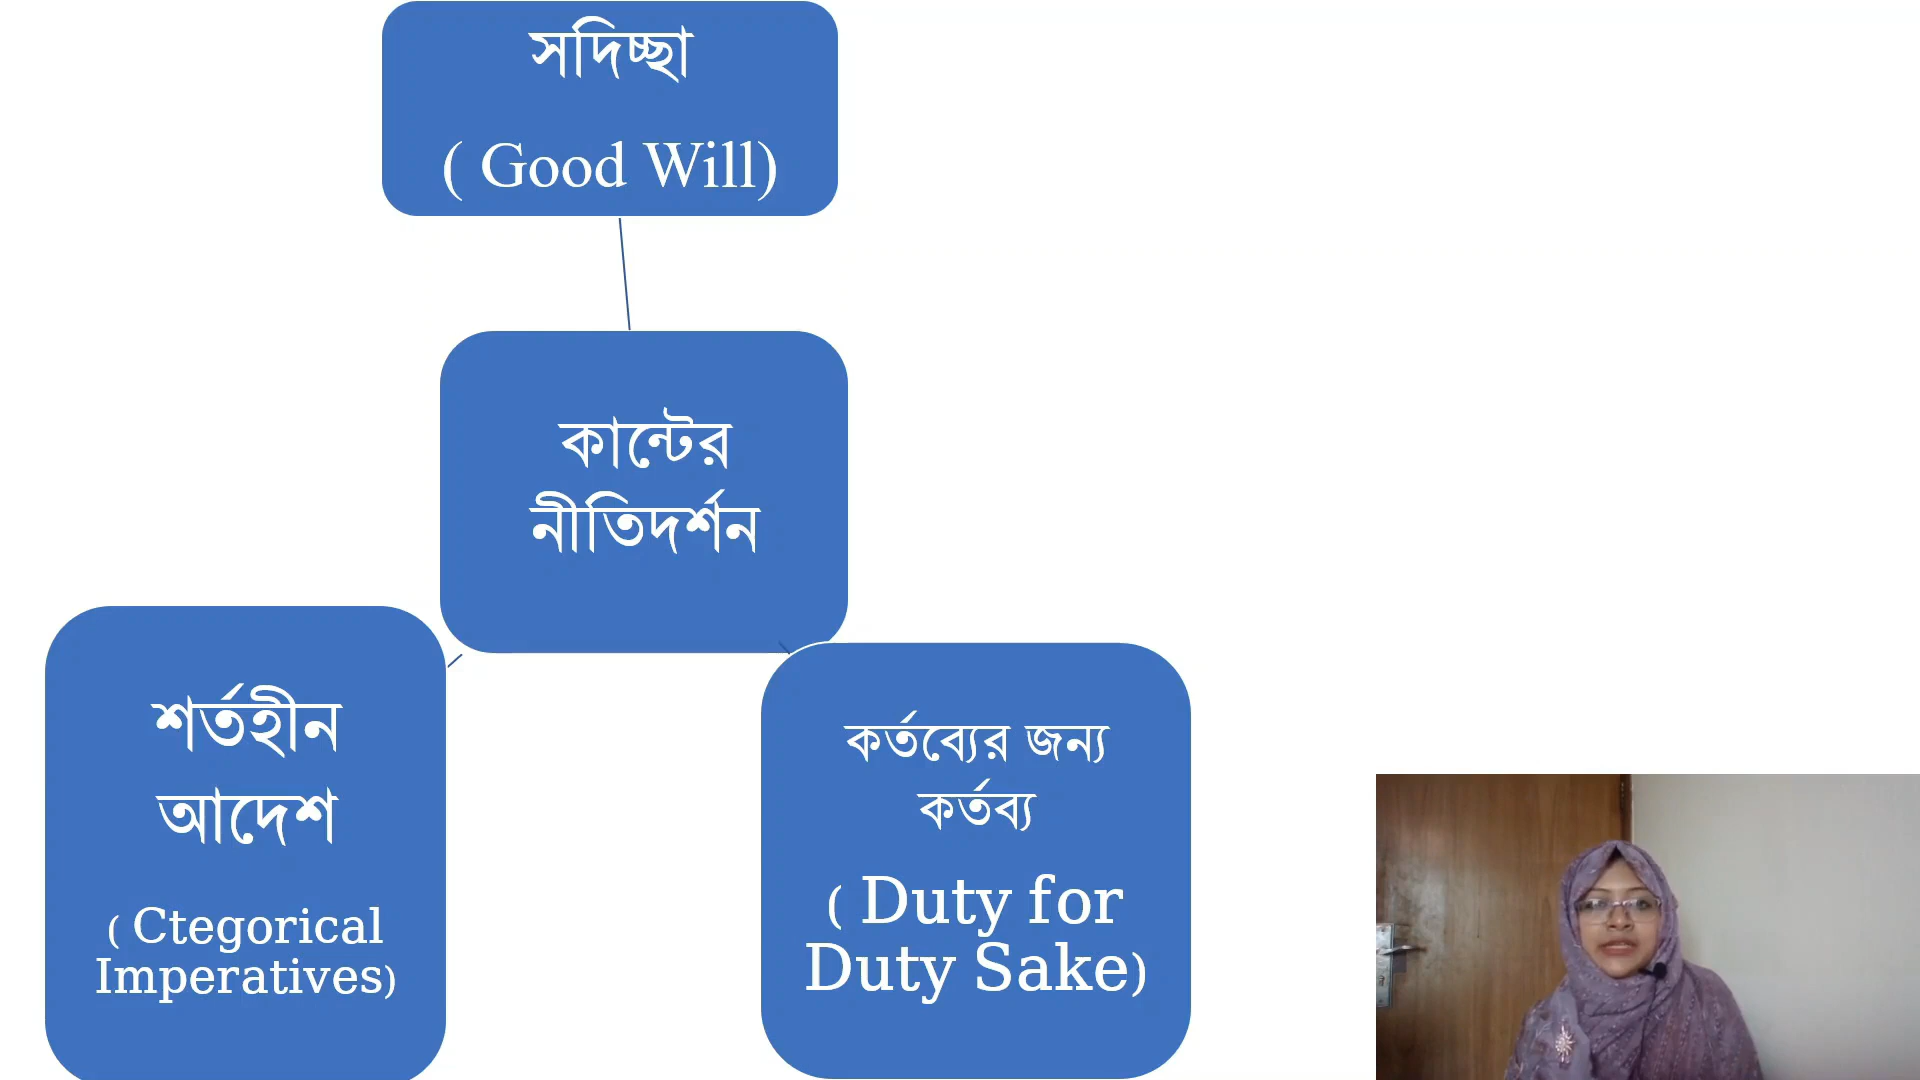 সদিচ্ছা
( Good Will)
কান্টের
নীতিদর্শন
শর্তহীন
আদেশ
( Ctegorical
Imperatives)
কর্তব্যের জন্য
কর্তব্য
( Duty for
Duty Sake)